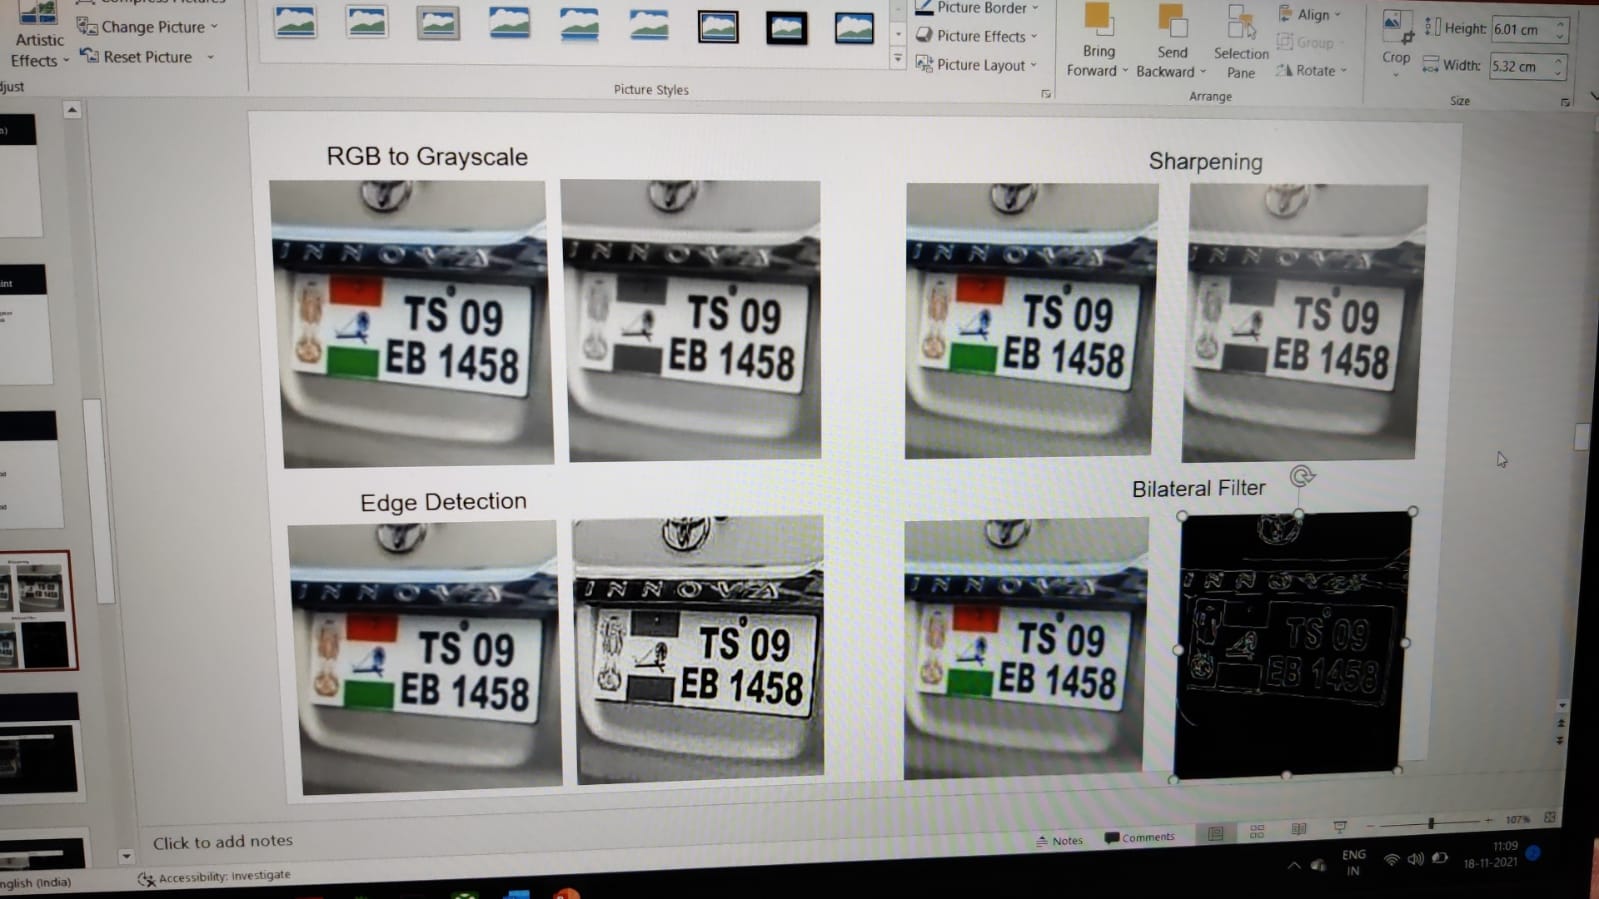 Compress Pictures
Artistic
Effects
Change Picture
Reset Picture
Picture Styles
Picture Border
Picture Effects
Picture Layout
Bring
Forward
Send
Backward
Selection
Pane
Align
Group
Rotate
Arrange
Crop
Height: 6.01 cm
Width: 5.32 cm
Size
RGB to Grayscale
Sharpening
INNOVA
TS 09
EB 1458
INNOVA
TS 09
EB 1458
INNOVA
TS 09
EB 1458
INNOVA
TS 09
EB 1458
Edge Detection
Bilateral Filter
INNOVA
TS 09
EB 1458
INNOVA
TS 09
EB 1458
INNOVA
TS 09
EB 1458
INNOVA
TS 09
EB 1458
Click to add notes
Notes
Comments
107%
nglish (India)
Accessibility: Investigate
ENG
IN
11:09
18-11-2021